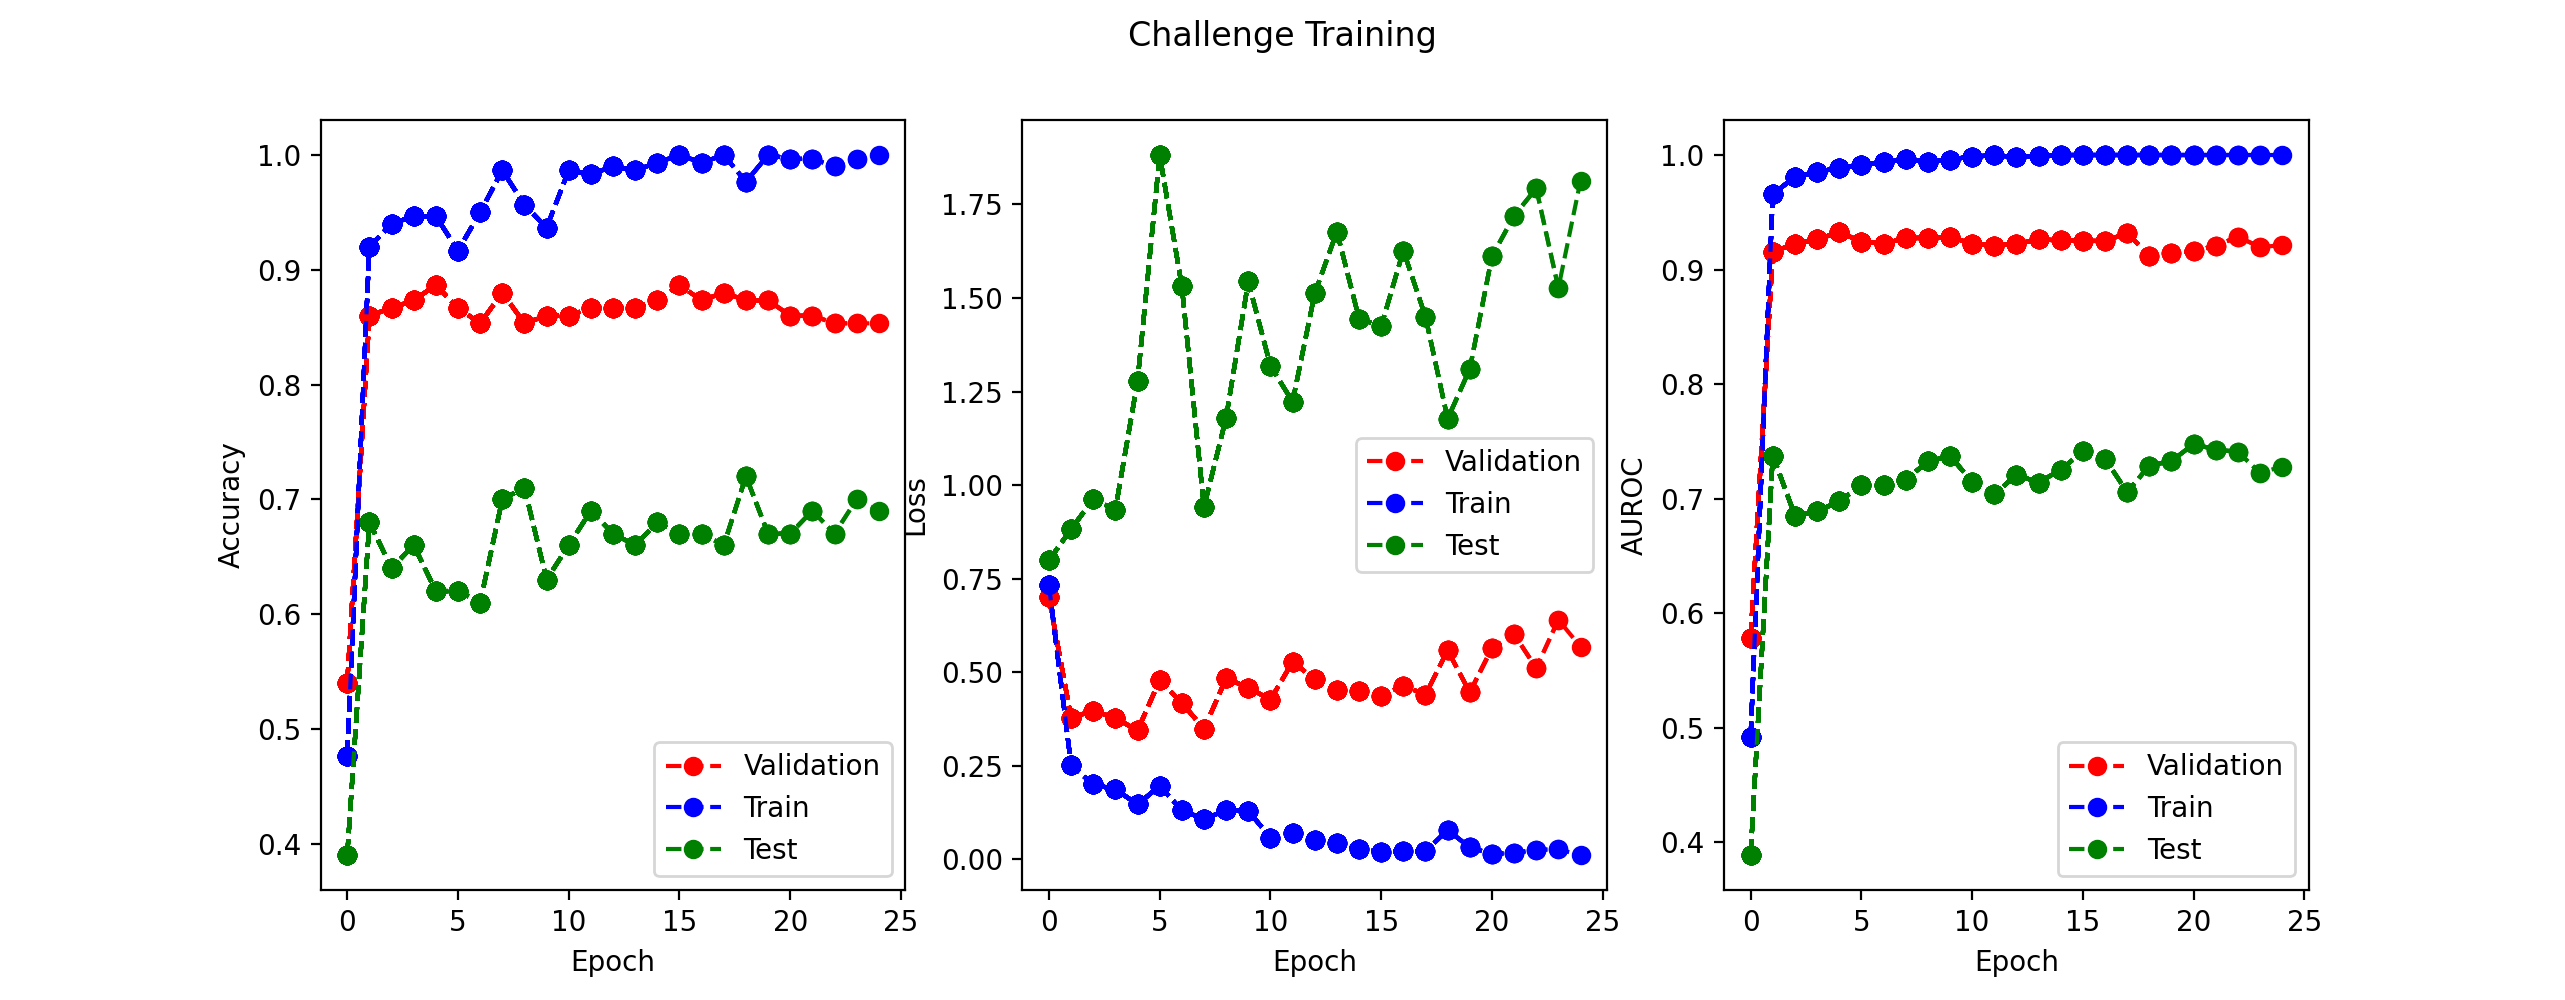 Challenge Training
Accuracy
1.0
0.9
0.8
0.7
0.6
0.5
0.4
0
5
10
15
20
25
Epoch
Validation
Train
Test
Loss
1.75
1.50
1.25
1.00
0.75
0.50
0.25
0.00
0
5
10
15
20
25
Epoch
Validation
Train
Test
AUROC
1.0
0.9
0.8
0.7
0.6
0.5
0.4
0
5
10
15
20
25
Epoch
Validation
Train
Test